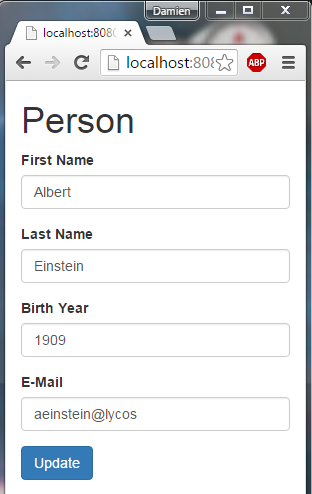 Damien
localhost:8080
localhost:808
ABP
Person
First Name
Albert
Last Name
Einstein
Birth Year
1909
E-Mail
aeinstein@lycos
Update